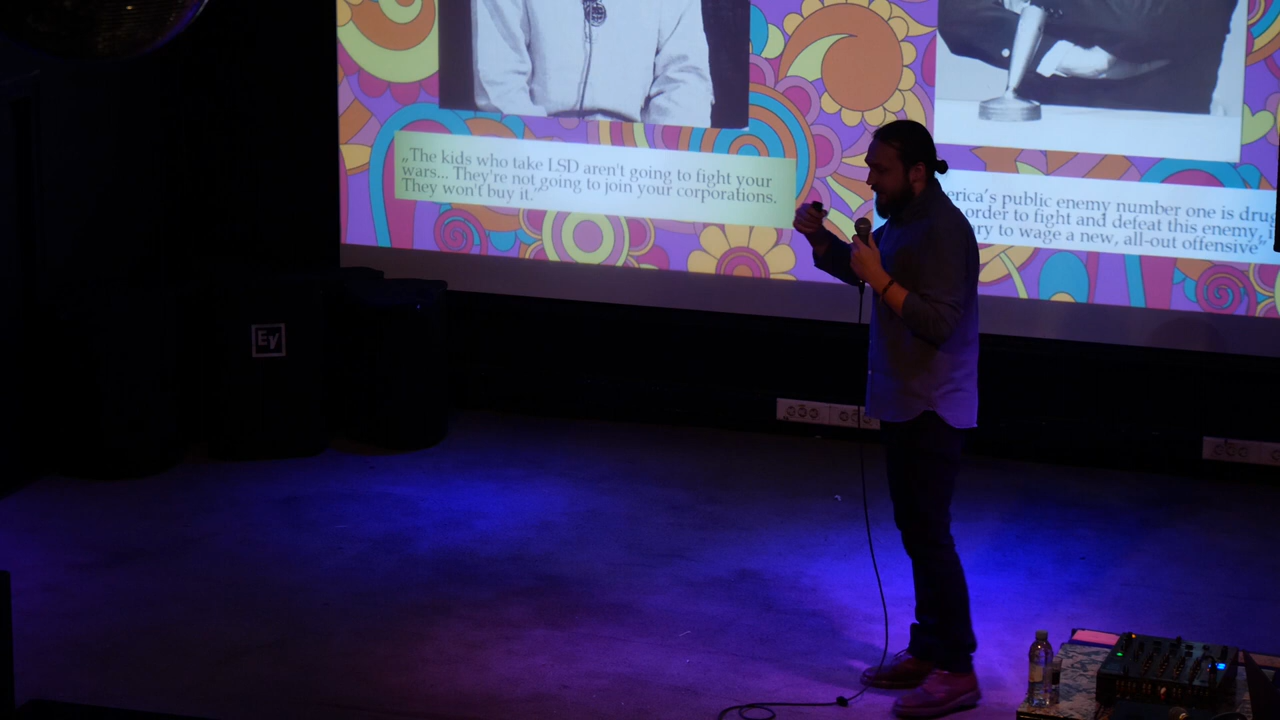 „The kids who take LSD aren't going to fight your
wars... They're not going to join your corporations.
They won't buy it.”
erica's public enemy number one is drug
order to fight and defeat this enemy,
to wage a new, all-out offensive”
EV